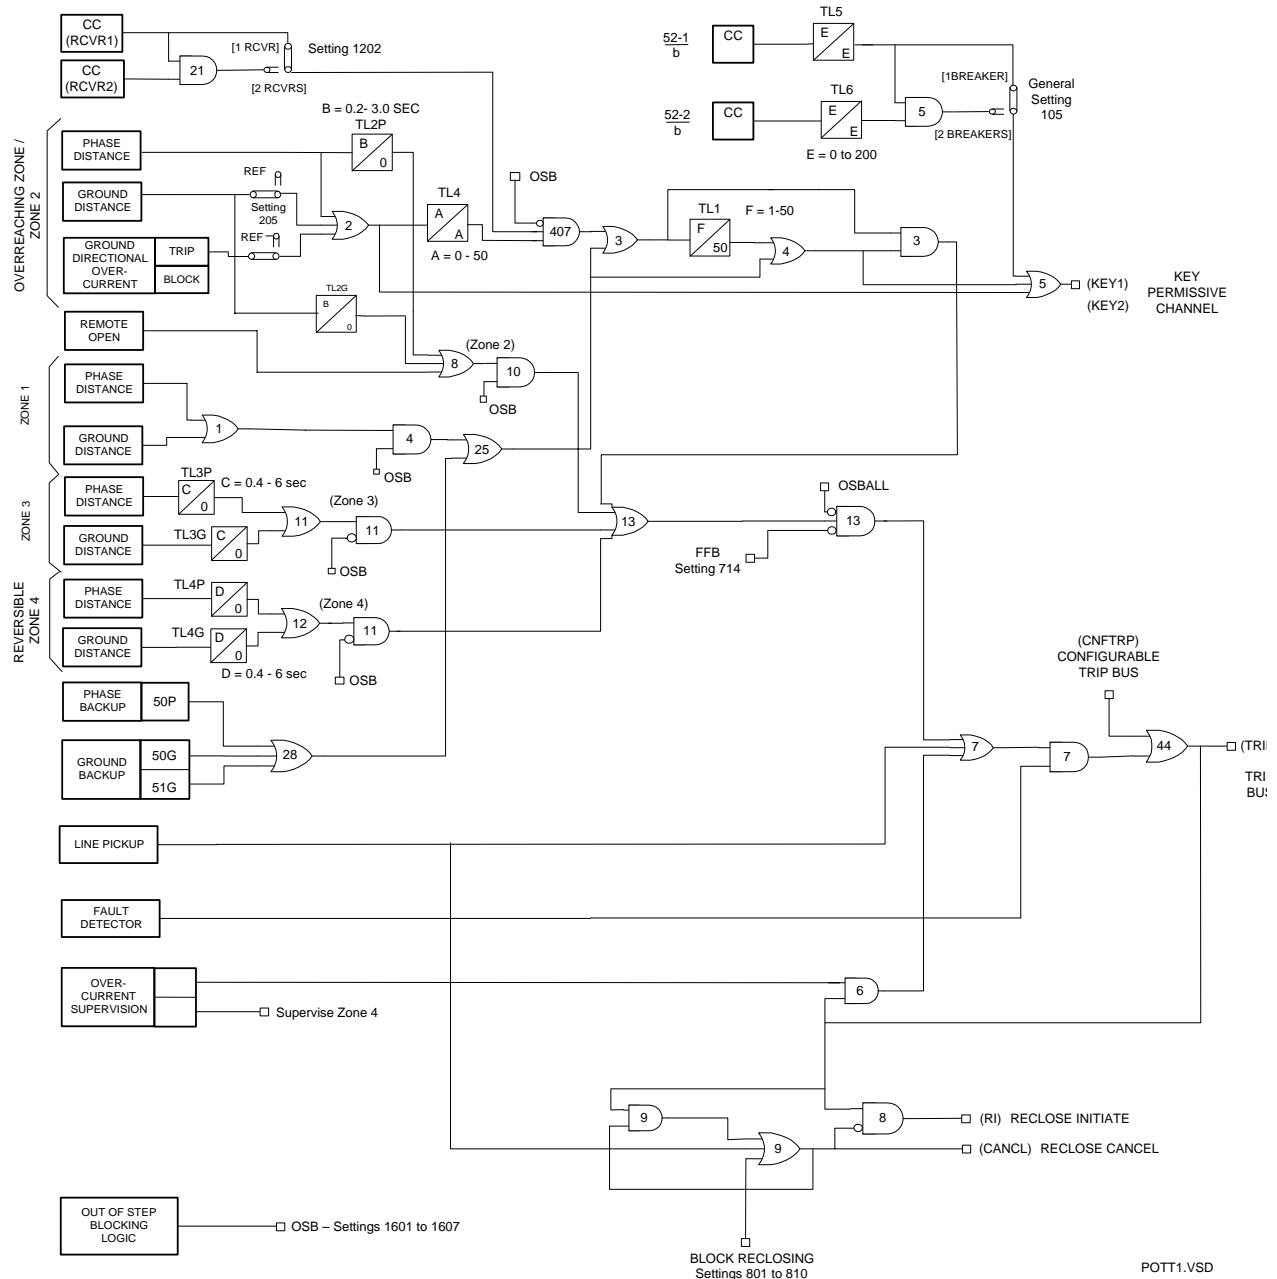 CC
(RCVR1)
[1 RCVR]
Setting 1202
CC
(RCVR2)
21
[2 RCVRS]
TL5
52-1
b
CC
E
E
TL6
[1BREAKER]
General
Setting
105
52-2
b
CC
E
E
5
[2 BREAKERS]
E = 0 to 200
B = 0.2- 3.0 SEC
TL2P
B
0
OVERREACHING ZONE /
ZONE 2
PHASE
DISTANCE
GROUND
DISTANCE
REF
Setting
205
REF
GROUND
DIRECTIONAL
OVER-
CURRENT
TRIP
BLOCK
2
TL4
A
A
A = 0 - 50
OSB
407
3
TL1
F = 1-50
F
50
4
3
5
(KEY1)
(KEY2)
KEY
PERMISSIVE
CHANNEL
TL2G
B
0
REMOTE
OPEN
(Zone 2)
8
10
OSB
ZONE 1
PHASE
DISTANCE
GROUND
DISTANCE
1
4
OSB
25
ZONE 3
PHASE
DISTANCE
TL3P
C = 0.4 - 6 sec
C
0
GROUND
DISTANCE
TL3G
C
0
11
(Zone 3)
11
OSB
13
OSBALL
13
FFB
Setting 714
REVERSIBLE
ZONE 4
PHASE
DISTANCE
TL4P
D
0
GROUND
DISTANCE
TL4G
D
0
12
(Zone 4)
11
D = 0.4 - 6 sec
OSB
PHASE
BACKUP
50P
GROUND
BACKUP
50G
51G
28
(CNFTRP)
CONFIGURABLE
TRIP BUS
7
7
44
(TRI
TRI
BUS
LINE PICKUP
FAULT
DETECTOR
OVER-
CURRENT
SUPERVISION
Supervise Zone 4
6
9
9
8
(RI) RECLOSE INITIATE
(CANCL) RECLOSE CANCEL
OUT OF STEP
BLOCKING
LOGIC
OSB – Settings 1601 to 1607
BLOCK RECLOSING
Settings 801 to 810
POTT1.VSD